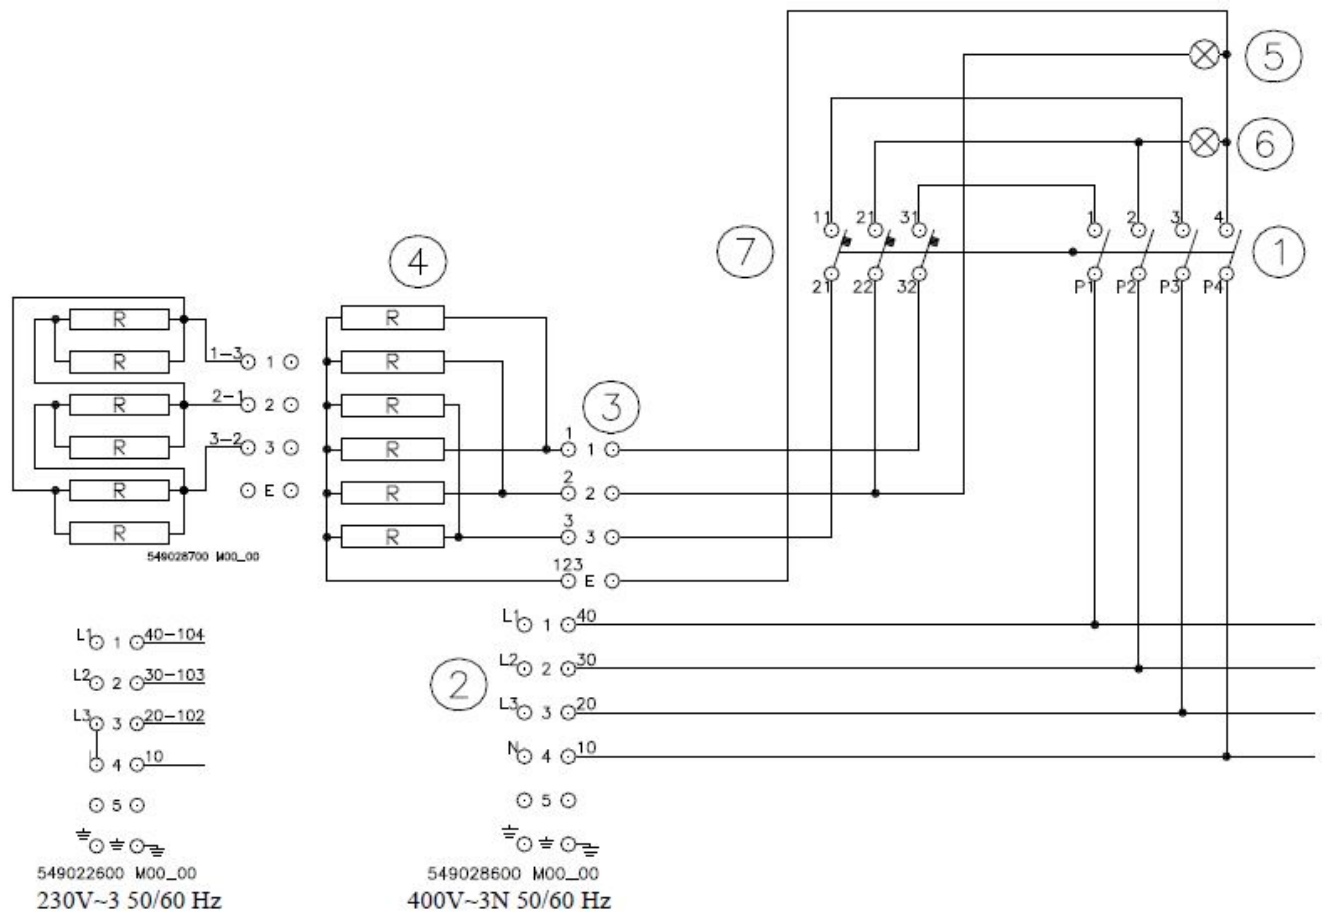 5
6
11 21 31 1 2 3 4
7 1
21 22 32 P1 P2 P3 P4
4
R R
R 1-3 1 R
R 2-1 2 R 3
R 3-2 3 R 1 1
R E R 2 2
R R 3 3
549028700 M00_00
123 E
L1 1 40-104 L1 1 40
L2 2 30-103 2 L2 2 30
L3 3 20-102 L3 3 20
4 10 N 4 10
5 5
549022600 M00_00 549028600 M00_00
230V~3 50/60 Hz 400V~3N 50/60 Hz